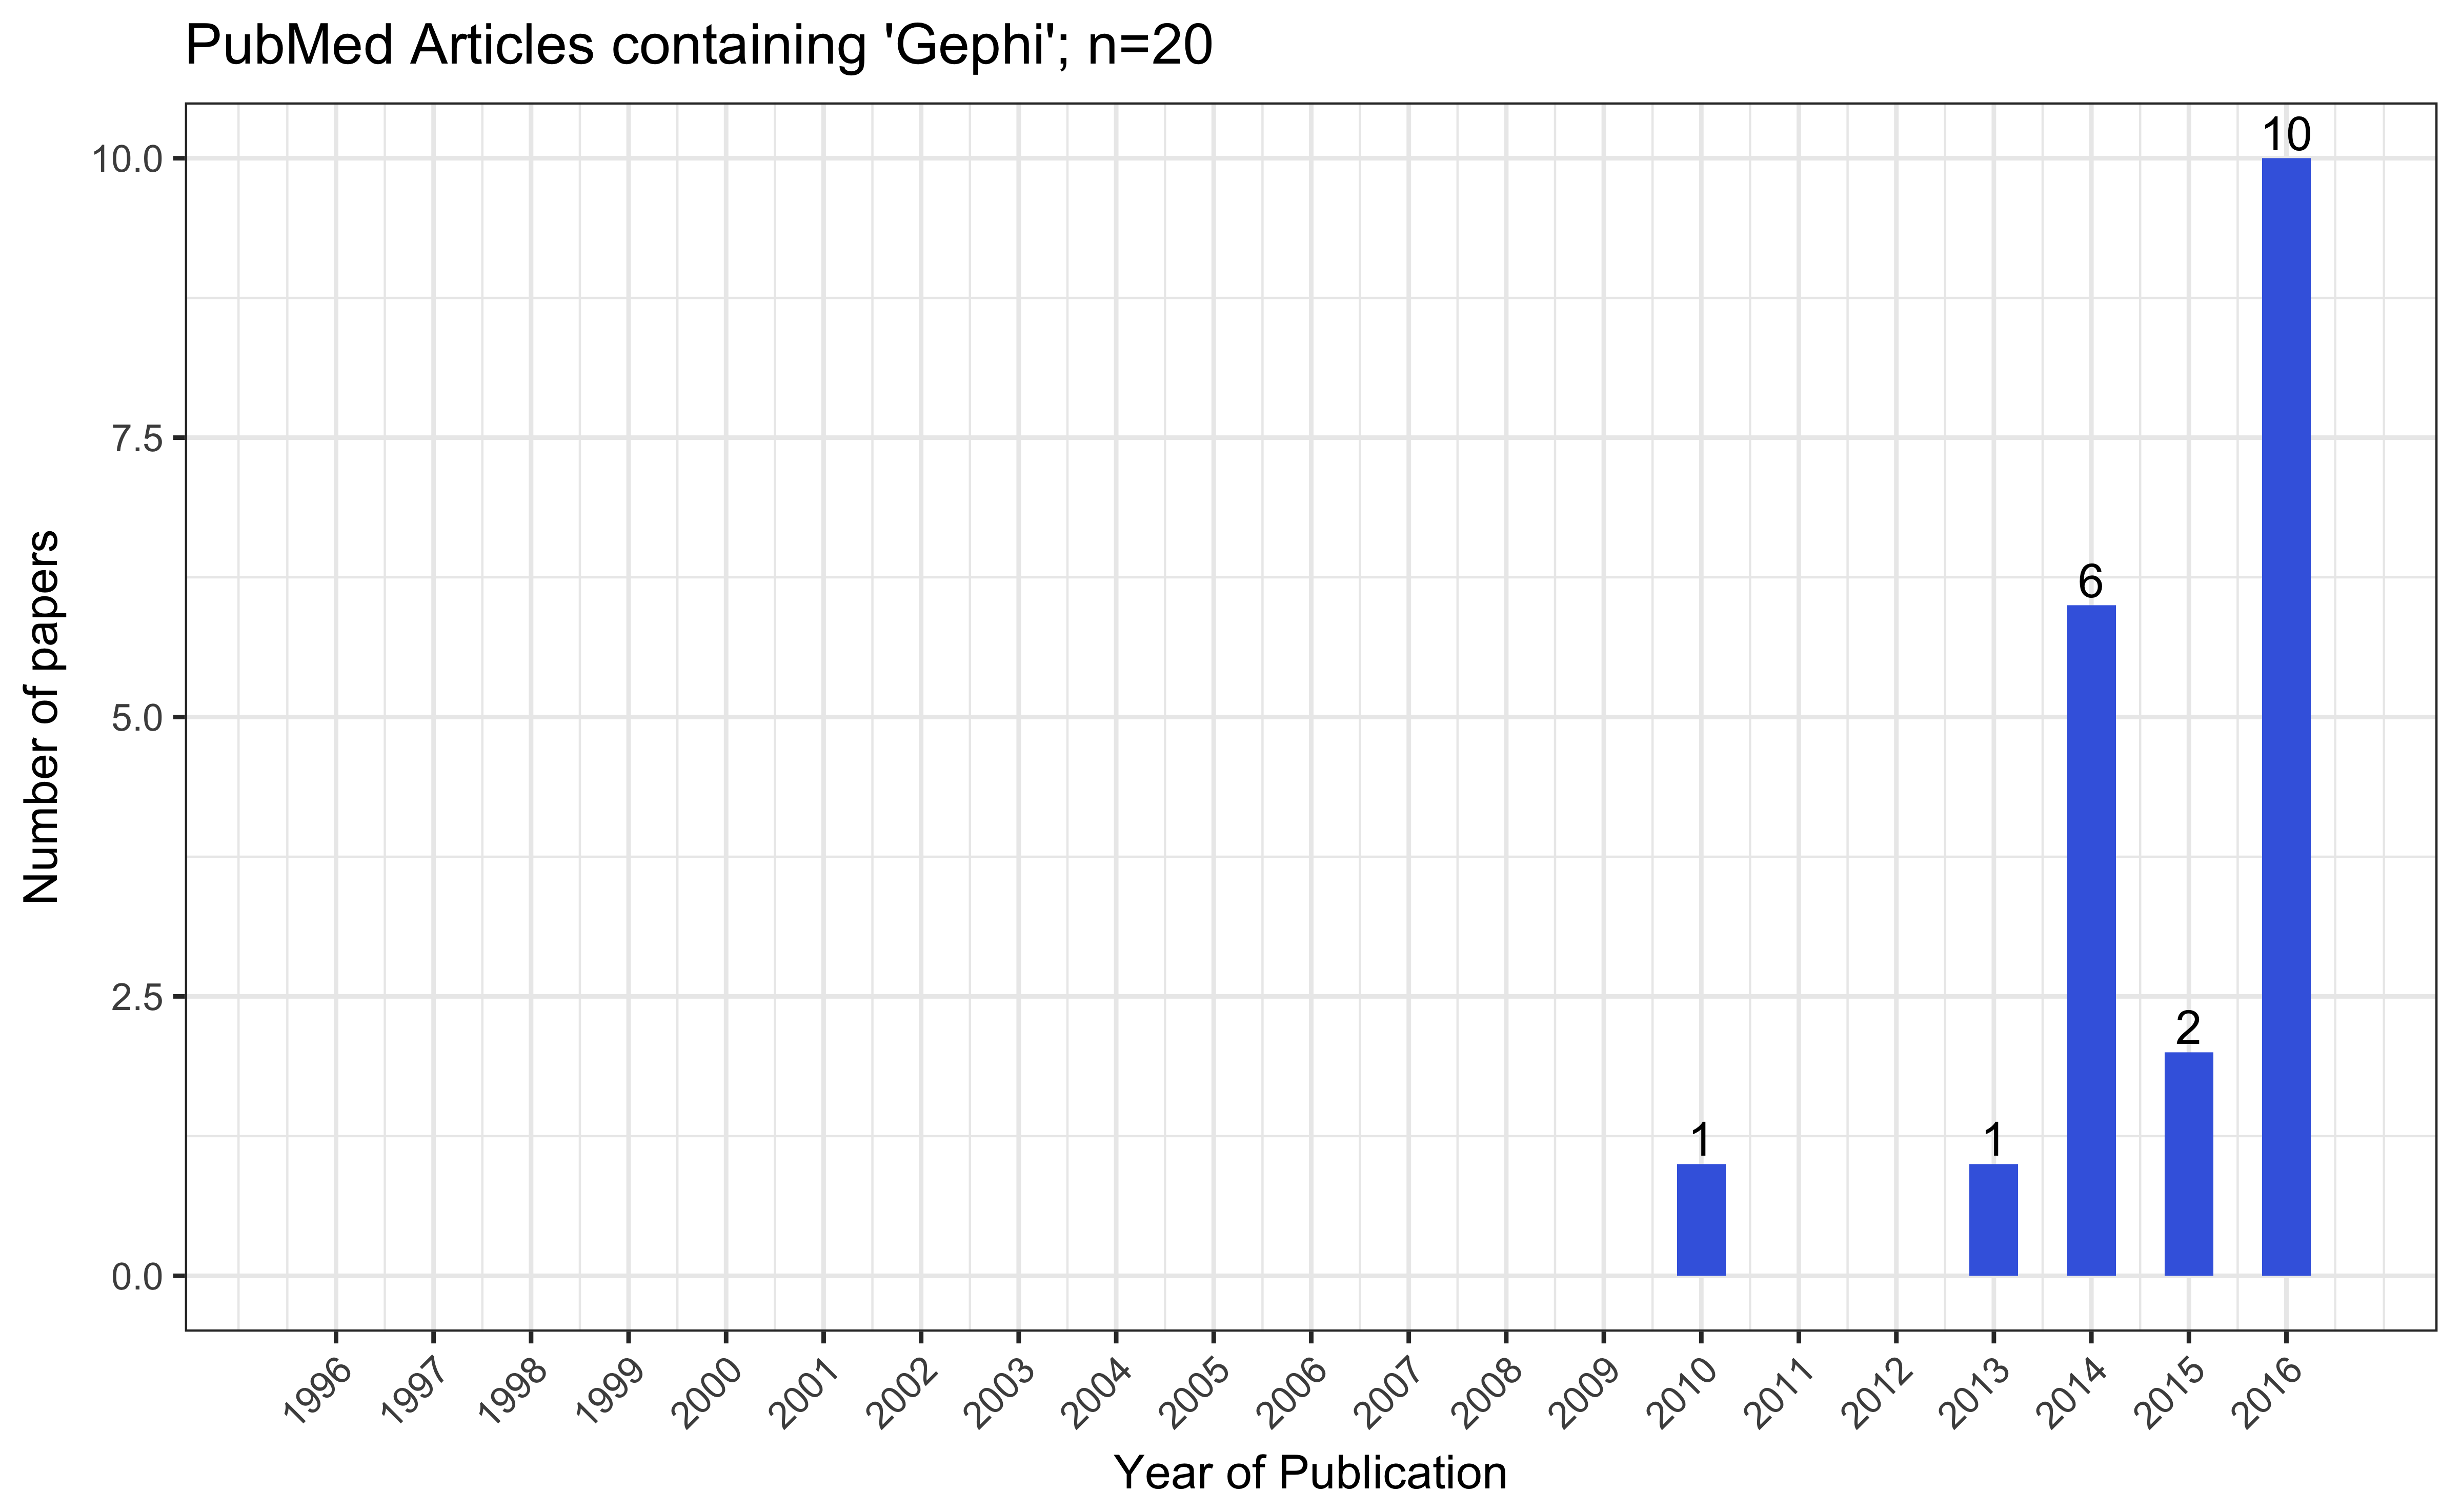 PubMed Articles containing 'Gephi'; n=20
Number of papers
10.0
7.5
5.0
2.5
0.0
1
1
6
2
10
1996 1997 1998 1999 2000 2001 2002 2003 2004 2005 2006 2007 2008 2009 2010 2011 2012 2013 2014 2015 2016
Year of Publication